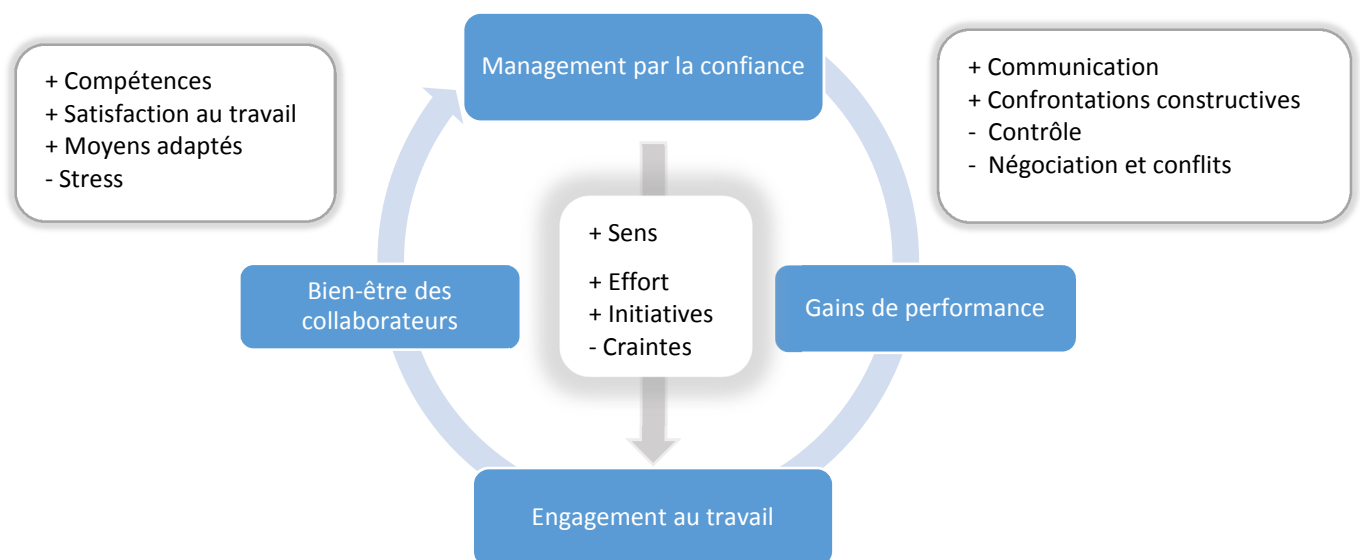 Management par la confiance
+ Compétences
+ Satisfaction au travail
+ Moyens adaptés
- Stress
+ Communication
+ Confrontations constructives
- Contrôle
- Négociation et conflits
+ Sens
+ Effort
+ Initiatives
- Craintes
Bien-être des
collaborateurs
Gains de performance
Engagement au travail